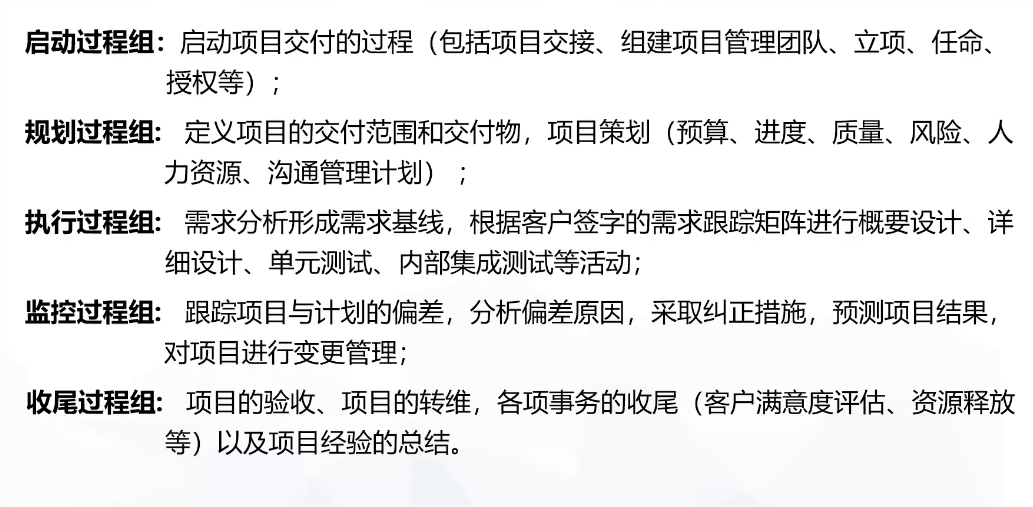 启动过程组：启动项目交付的过程（包括项目交接、组建项目管理团队、立项、任命、
授权等）；
规划过程组： 定义项目的交付范围和交付物，项目策划（预算、进度、质量、风险、人
力资源、沟通管理计划）；
执行过程组： 需求分析形成需求基线，根据客户签字的需求跟踪矩阵进行概要设计、详
细设计、单元测试、内部集成测试等活动；
监控过程组： 跟踪项目与计划的偏差，分析偏差原因，采取纠正措施，预测项目结果，
对项目进行变更管理；
收尾过程组： 项目的验收、项目的转维，各项事务的收尾（客户满意度评估、资源释放
等）以及项目经验的总结。